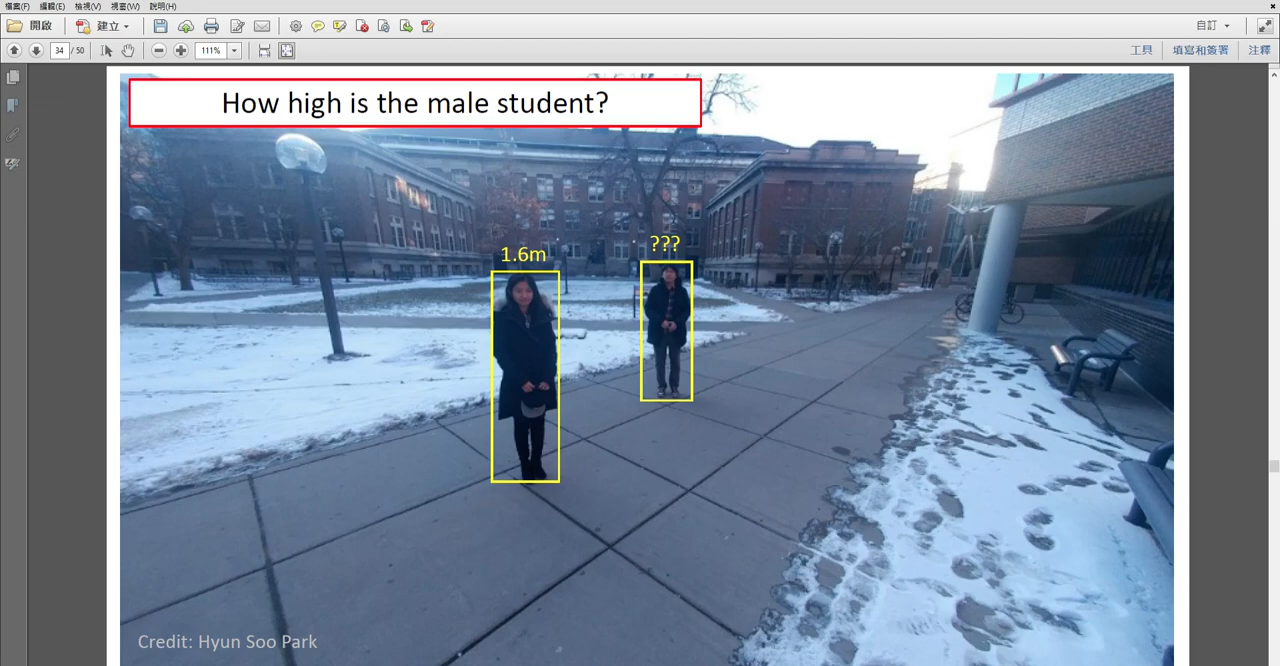 檔案(F) 編輯(E) 檢視(V) 視窗(W) 說明(H)
×
開啟 建立 自訂
34 / 50 111% 工具 填寫和簽署 注釋
How high is the male student?
???
1.6m
Credit: Hyun Soo Park